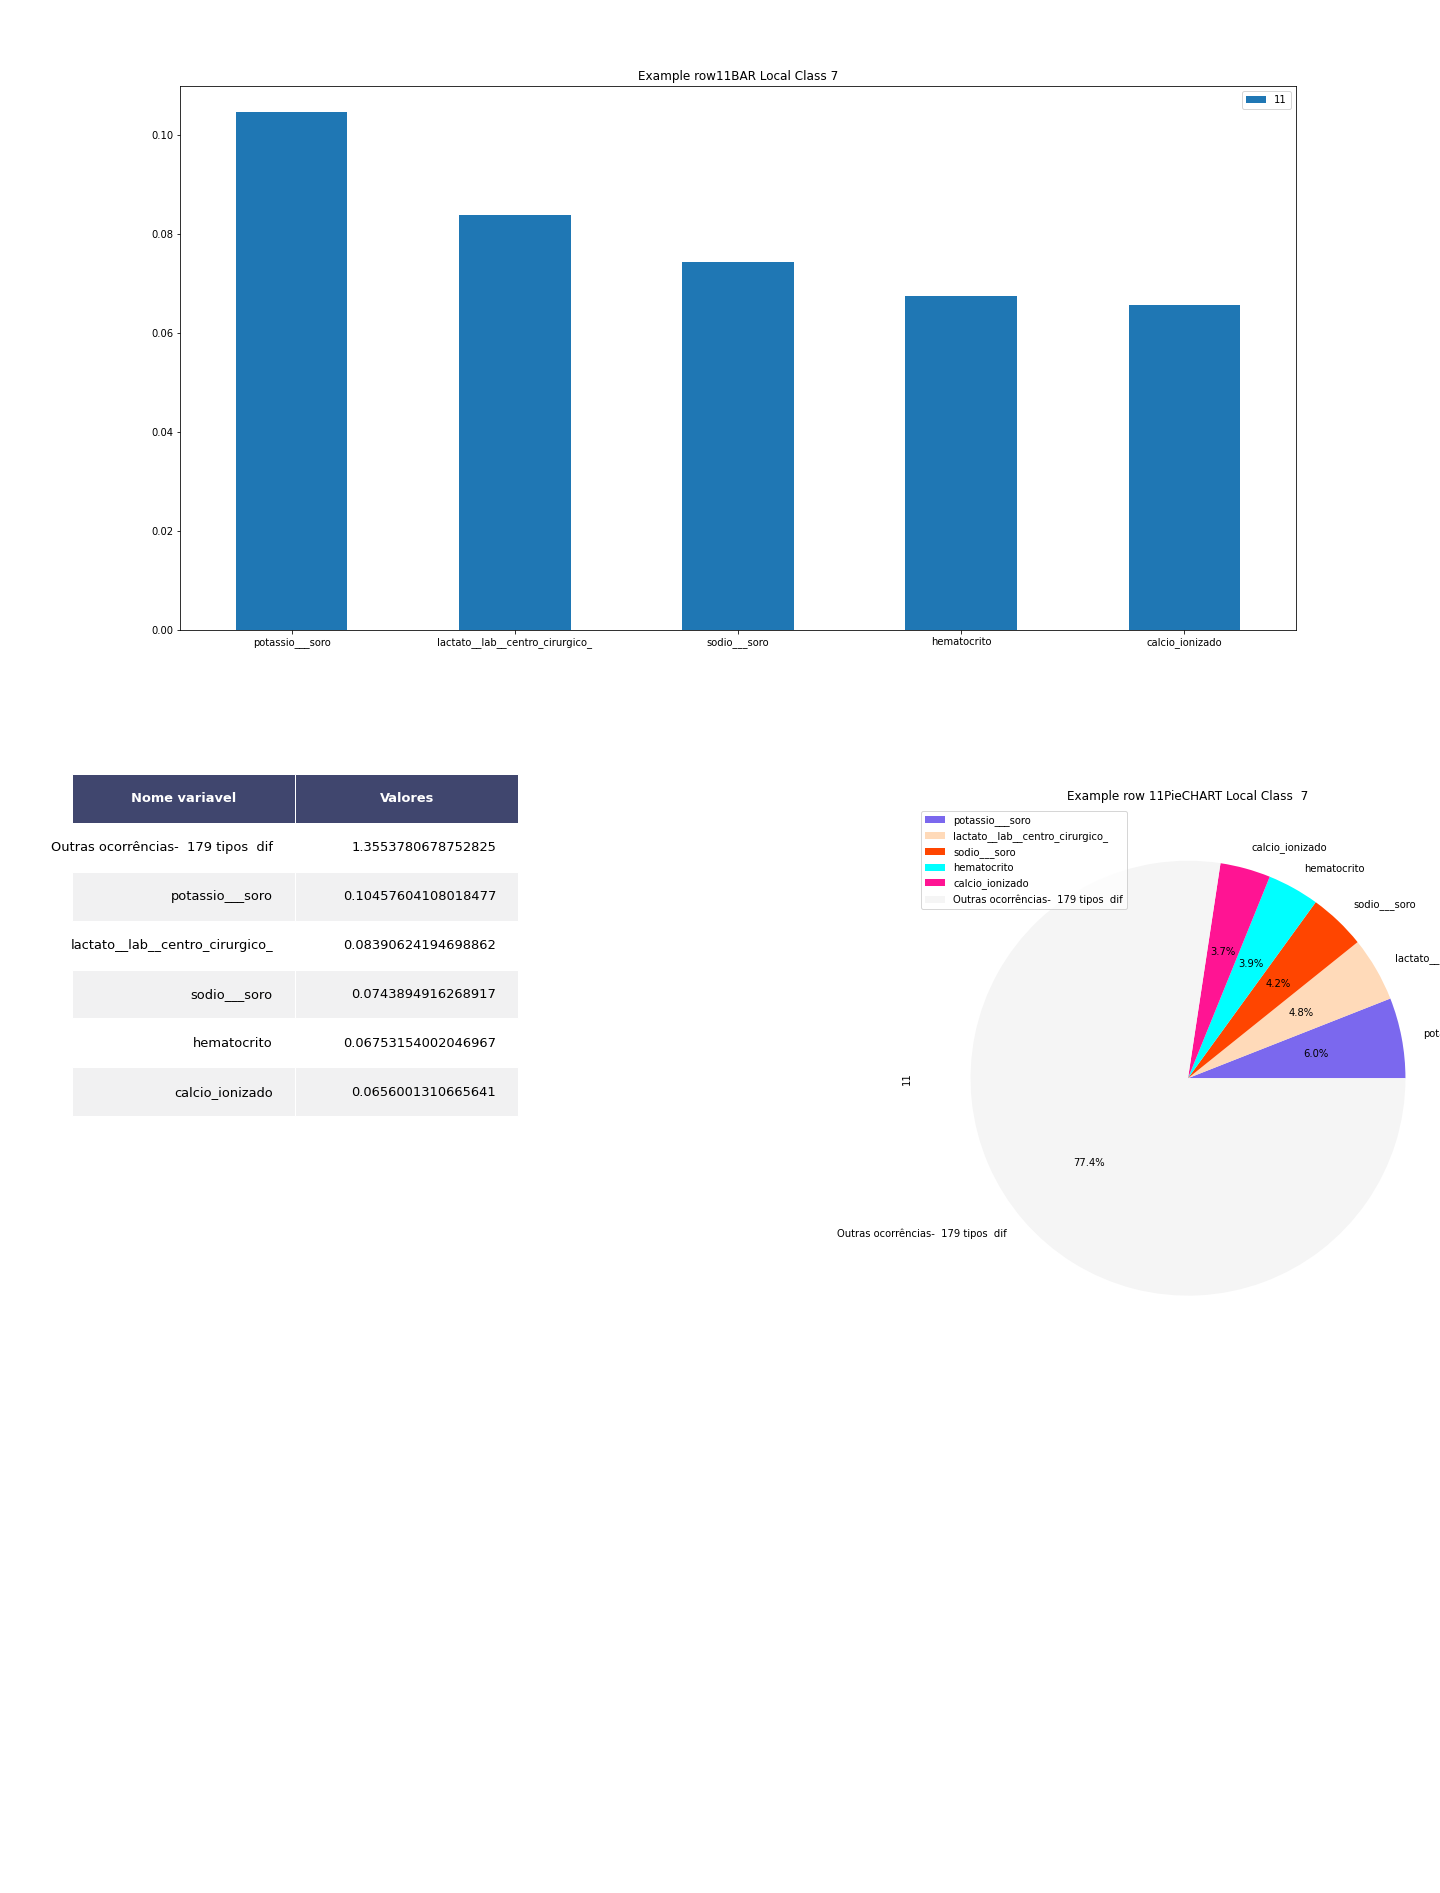 Example row11BAR Local Class 7
11
0.10
0.08
0.06
0.04
0.02
0.00
potassio___soro lactato__lab__centro_cirurgico_ sodio___soro hematocrito calcio_ionizado
Nome variavel Valores
Outras ocorrências-  179 tipos  dif 1.3553780678752825
potassio___soro 0.10457604108018477
lactato__lab__centro_cirurgico_ 0.08390624194698862
sodio___soro 0.0743894916268917
hematocrito 0.06753154002046967
calcio_ionizado 0.0656001310665641
Example row 11PieCHART Local Class  7
potassio___soro
lactato__lab__centro_cirurgico_
sodio___soro
hematocrito
calcio_ionizado
Outras ocorrências-  179 tipos  dif
calcio_ionizado
hematocrito
sodio___soro
lactato__
pot
3.7%
3.9%
4.2%
4.8%
6.0%
11
77.4%
Outras ocorrências-  179 tipos  dif